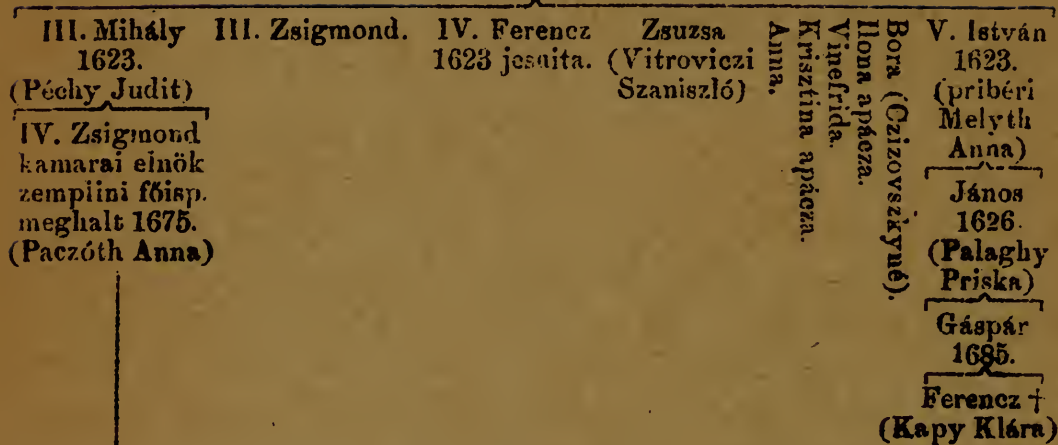 III. Mihály
1623.
(Péchy Judit)
IV. Zsigmond
kamarai elnök
zemplini főisp.
meghalt 1675.
(Paczóth Anna)
III. Zsigmond.
IV. Ferencz
1623 jesuita.
Zsuzsa
(Vitroviczi
Szaniszló)
Bora (Czizovszkyné).
Ilona apácza.
Vinefrida.
Krisztina apácza.
Anna.
V. István
1623.
(pribéri
Melyth
Anna)
János
1626.
(Palaghy
Priska)
Gáspár
1685.
Ferencz †
(Kapy Klára)